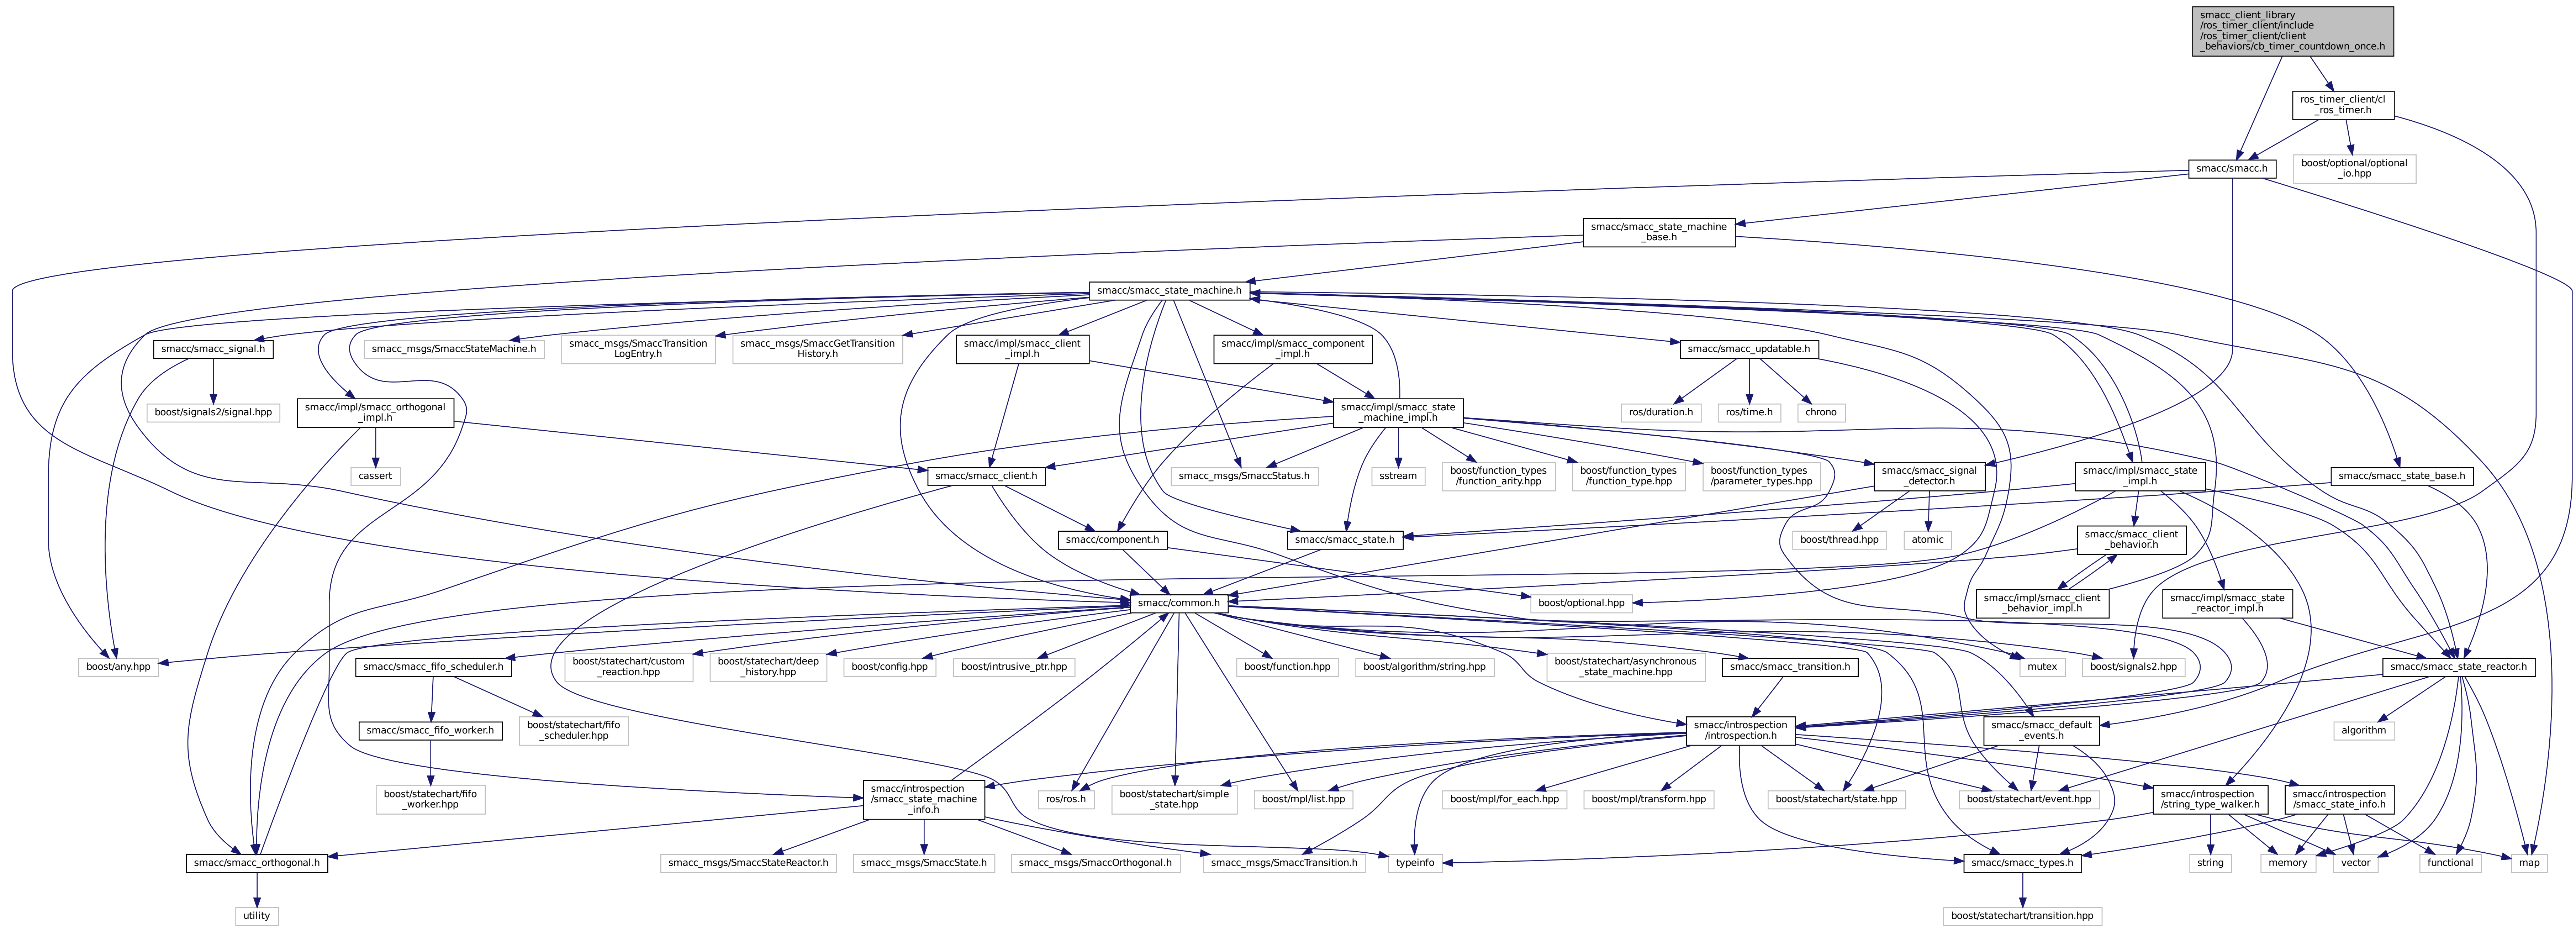 smacc_client_library
/ros_timer_client/include
/ros_timer_client/client
_behaviors/cb_timer_countdown_once.h
ros_timer_client/cl
_ros_timer.h
smacc/smacc.h
boost/optional/optional
_io.hpp
smacc/smacc_state_machine
_base.h
smacc/smacc_state_machine.h
smacc/smacc_signal.h
smacc_msgs/SmaccStateMachine.h
smacc_msgs/SmaccTransition
LogEntry.h
smacc_msgs/SmaccGetTransition
History.h
smacc/impl/smacc_client
_impl.h
smacc/impl/smacc_component
_impl.h
smacc/smacc_updatable.h
boost/signals2/signal.hpp
smacc/impl/smacc_orthogonal
_impl.h
smacc/impl/smacc_state
_machine_impl.h
ros/duration.h
ros/time.h
chrono
cassert
smacc/smacc_client.h
smacc_msgs/SmaccStatus.h
sstream
boost/function_types
/function_arity.hpp
boost/function_types
/function_type.hpp
boost/function_types
/parameter_types.hpp
smacc/smacc_signal
_detector.h
smacc/impl/smacc_state
_impl.h
smacc/smacc_state_base.h
smacc/component.h
smacc/smacc_state.h
boost/thread.hpp
atomic
smacc/smacc_client
_behavior.h
smacc/common.h
boost/optional.hpp
smacc/impl/smacc_client
_behavior_impl.h
smacc/impl/smacc_state
_reactor_impl.h
boost/any.hpp
smacc/smacc_fifo_scheduler.h
boost/statechart/custom
_reaction.hpp
boost/statechart/deep
_history.hpp
boost/config.hpp
boost/intrusive_ptr.hpp
boost/function.hpp
boost/algorithm/string.hpp
boost/statechart/asynchronous
_state_machine.hpp
smacc/smacc_transition.h
mutex
boost/signals2.hpp
smacc/smacc_state_reactor.h
smacc/smacc_fifo_worker.h
boost/statechart/fifo
_scheduler.hpp
smacc/introspection
/introspection.h
smacc/smacc_default
_events.h
algorithm
boost/statechart/fifo
_worker.hpp
smacc/introspection
/smacc_state_machine
_info.h
ros/ros.h
boost/statechart/simple
_state.hpp
boost/mpl/list.hpp
boost/mpl/for_each.hpp
boost/mpl/transform.hpp
boost/statechart/state.hpp
boost/statechart/event.hpp
smacc/introspection
/string_type_walker.h
smacc/introspection
/smacc_state_info.h
smacc/smacc_orthogonal.h
smacc_msgs/SmaccStateReactor.h
smacc_msgs/SmaccState.h
smacc_msgs/SmaccOrthogonal.h
smacc_msgs/SmaccTransition.h
typeinfo
smacc/smacc_types.h
string
memory
vector
functional
map
utility
boost/statechart/transition.hpp